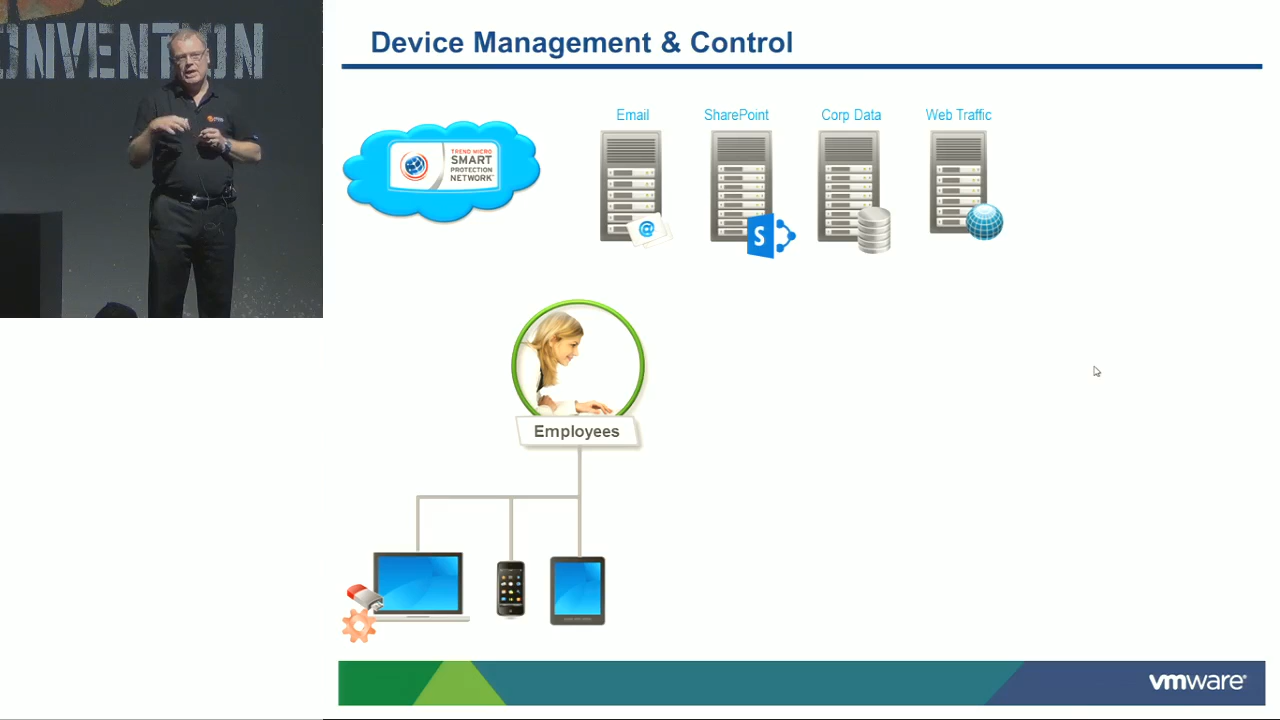 ONVENTION
Device Management & Control
Email
SharePoint
Corp Data
Web Traffic
TREND MICRO
SMART
PROTECTION
NETWORK
@
S
Employees
vmware